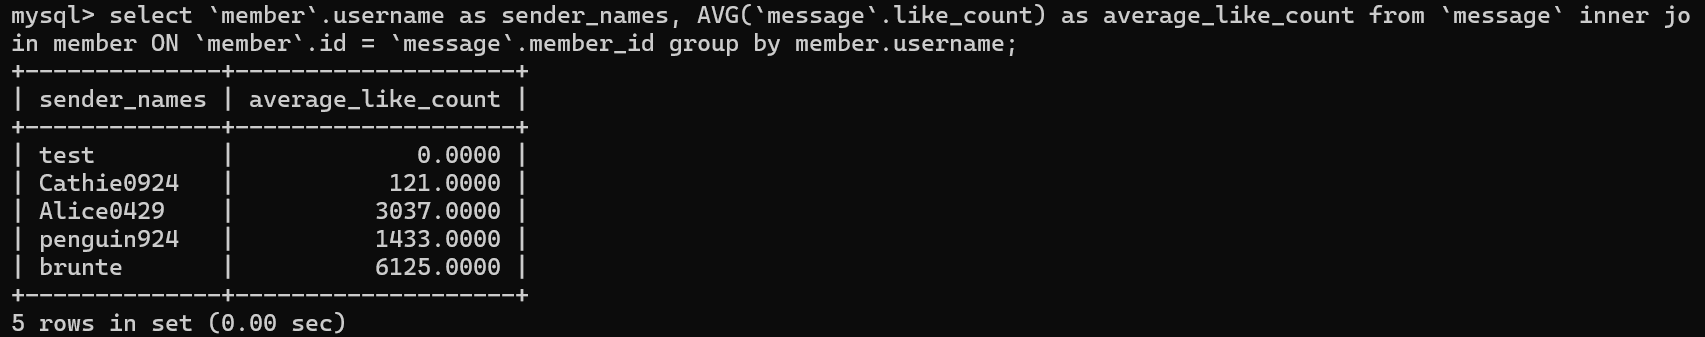 mysql> select `member`.username as sender_names, AVG(`message`.like_count) as average_like_count from `message` inner jo
in member ON `member`.id = `message`.member_id group by member.username;
+--------------+--------------------+
| sender_names | average_like_count |
+--------------+--------------------+
| test         |             0.0000 |
| Cathie0924   |           121.0000 |
| Alice0429    |          3037.0000 |
| penguin924   |          1433.0000 |
| brunte       |          6125.0000 |
+--------------+--------------------+
5 rows in set (0.00 sec)